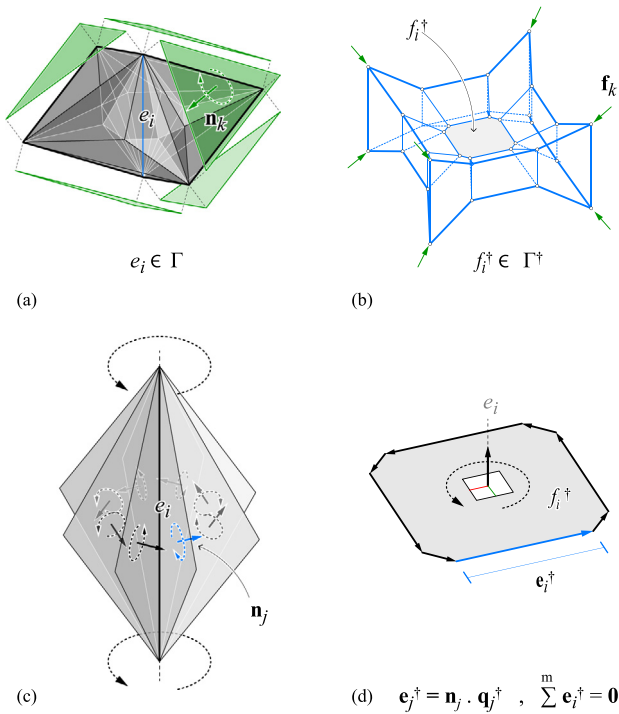 f_i^†
e_i
n_k
f_k
e_i ∈ Γ
f_i^† ∈ Γ^†
(a)
(b)
e_i
n_j
e_i
f_i^†
e_i^†
(c)
(d) e_j^† = n_j . q_j^† , m∑ e_i^† = 0